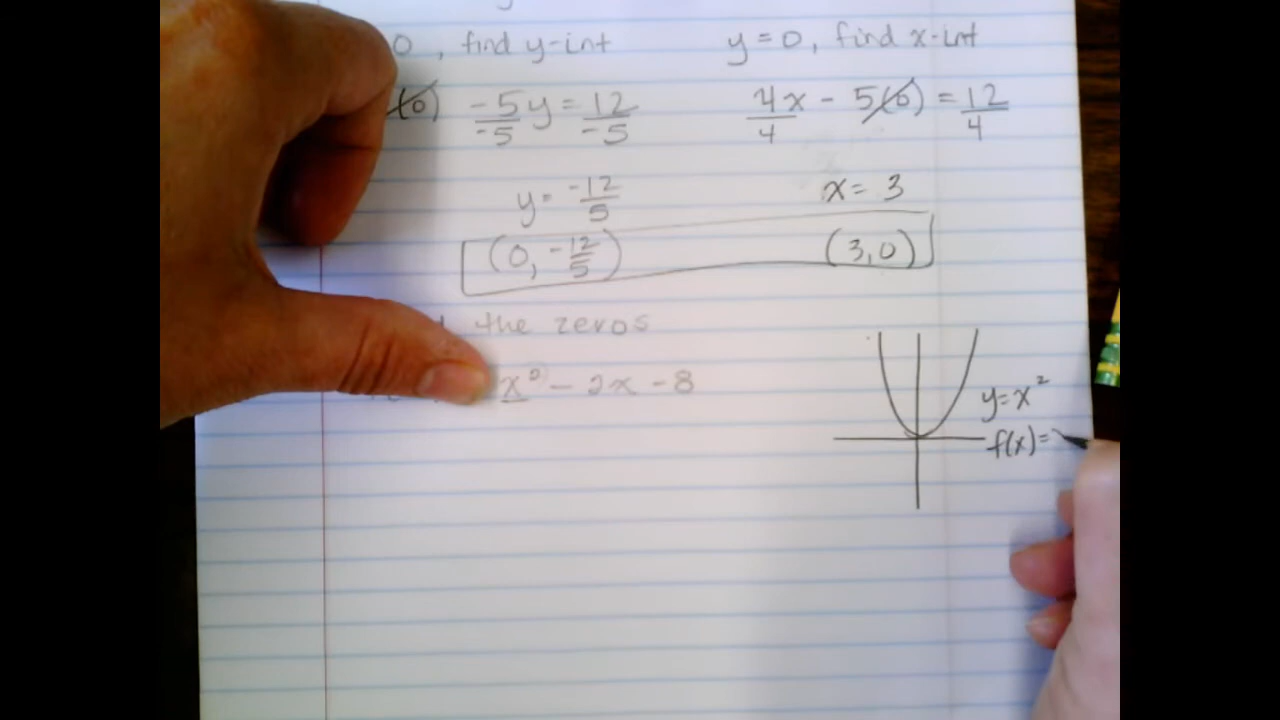 0, find y-int y=0, find x-int
(0) -5y = 12 4x - 5(0) = 12
-5 -5 4 4
y = -12/5 x = 3
(0, -12/5) (3,0)
the zeros
x² - 2x - 8
y=x²
f(x)=